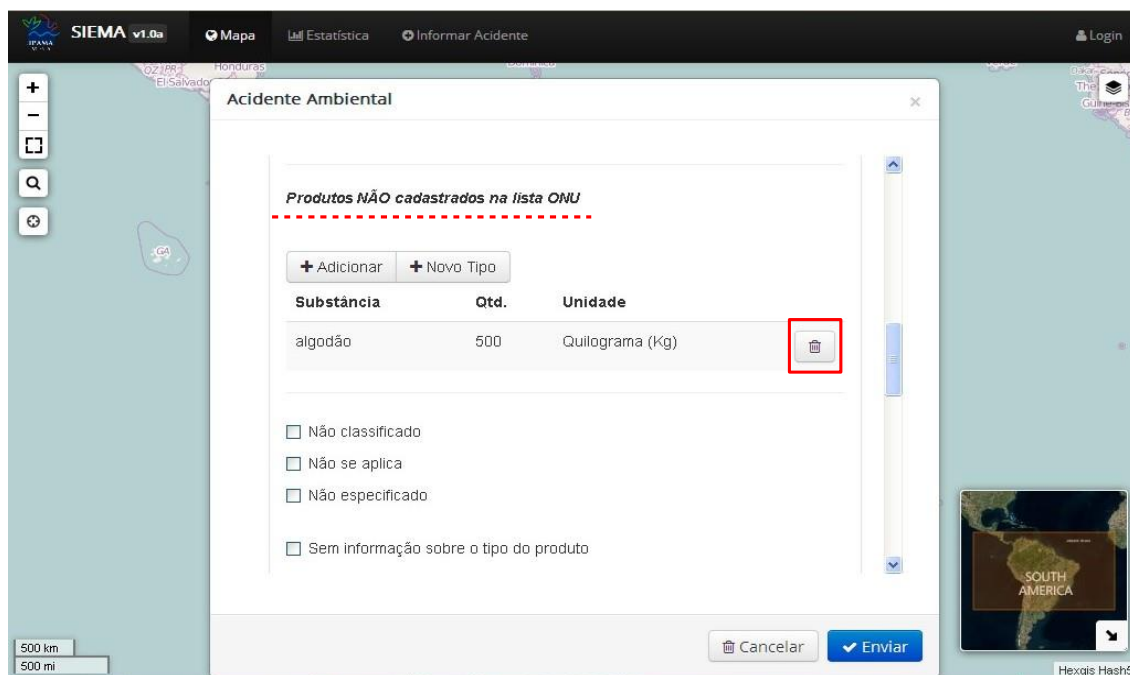 IBAMA
SIEMA v1.0a
Mapa
Estatística
Informar Acidente
Login
Honduras
Acidente Ambiental
×
Produtos NÃO cadastrados na lista ONU
+ Adicionar
+ Novo Tipo
Substância Qtd. Unidade
algodão 500 Quilograma (Kg)
GA
Não classificado
Não se aplica
Não especificado
Sem informação sobre o tipo do produto
SOUTH
AMERICA
Cancelar
Enviar
500 km
500 mi